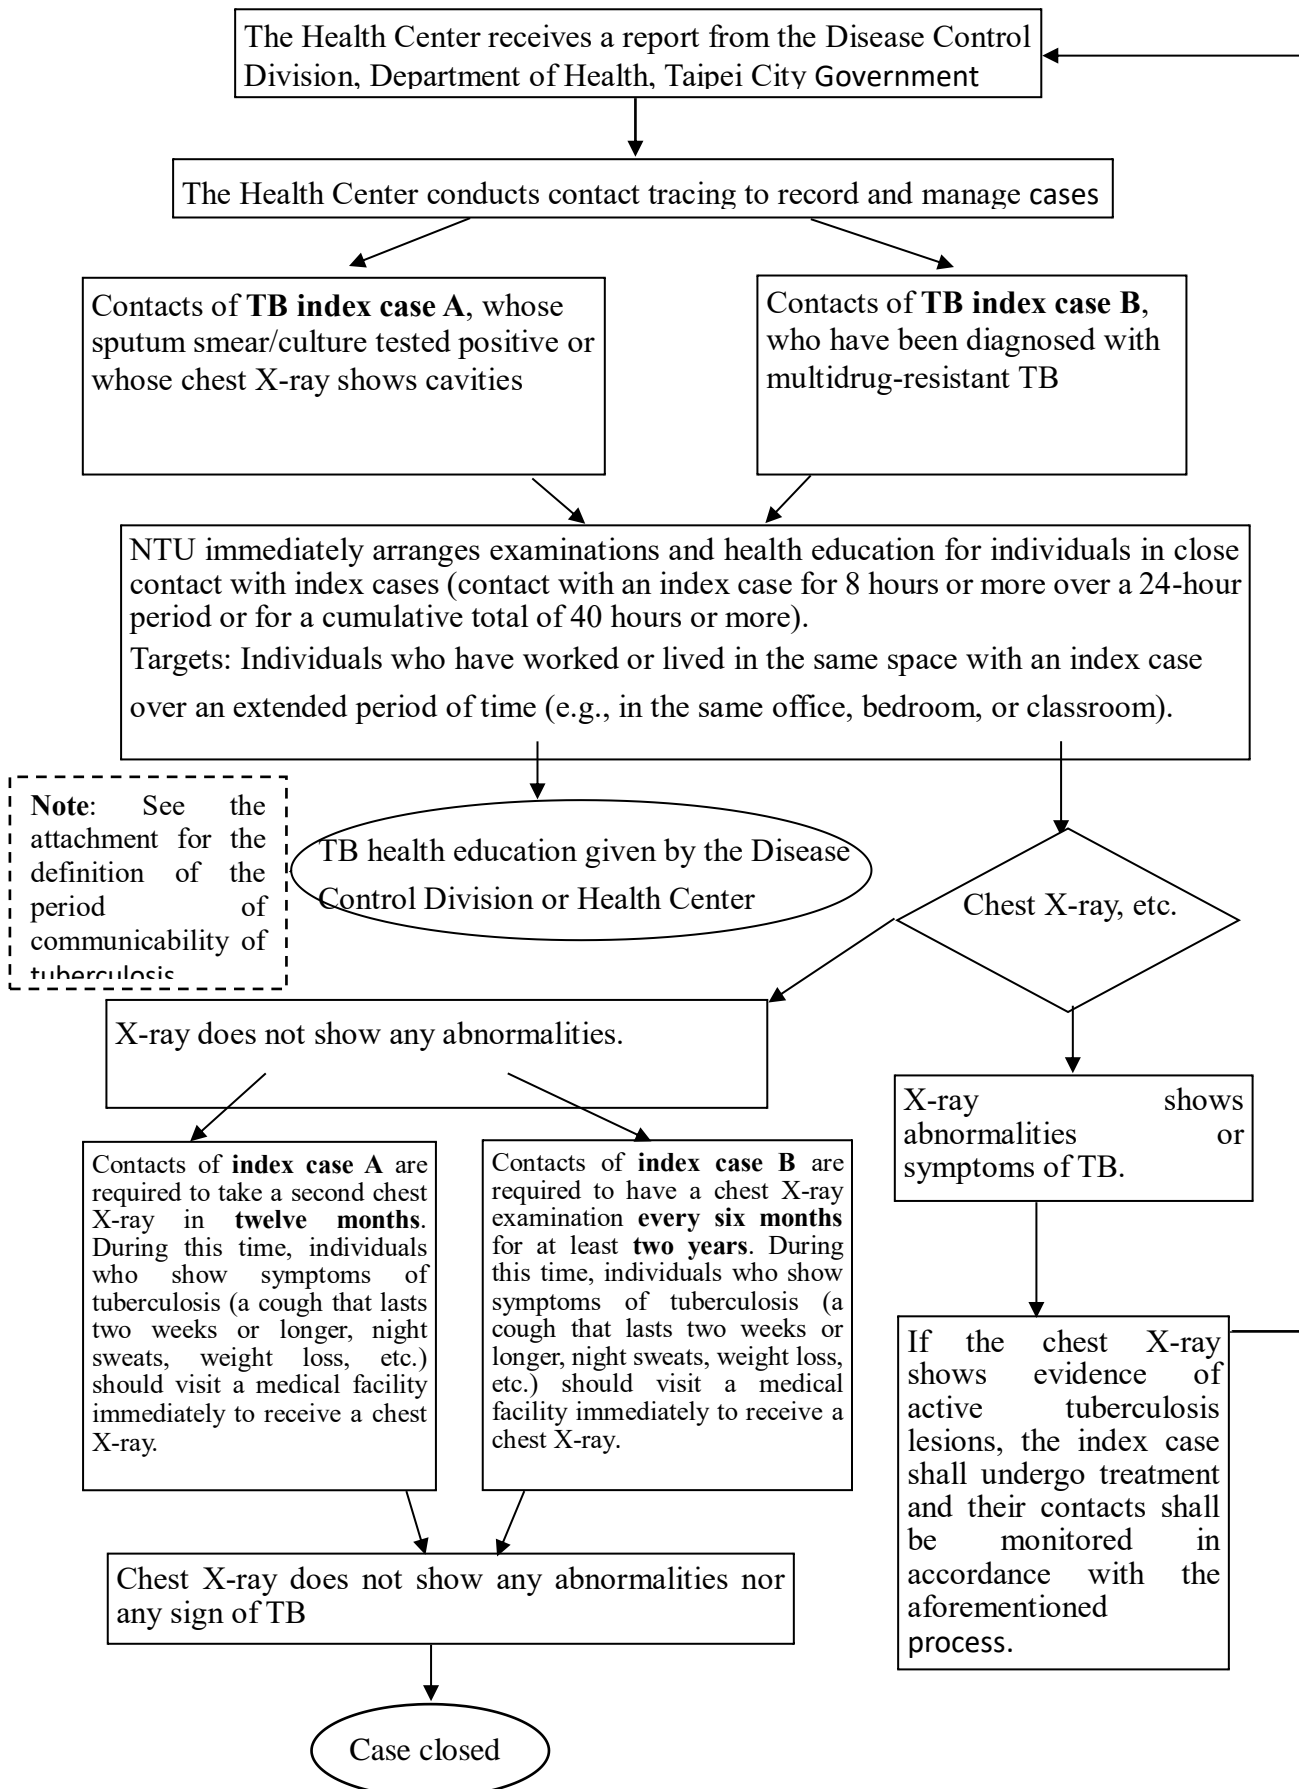 The Health Center receives a report from the Disease Control
Division, Department of Health, Taipei City Government
The Health Center conducts contact tracing to record and manage cases
Contacts of TB index case A, whose
sputum smear/culture tested positive or
whose chest X-ray shows cavities
Contacts of TB index case B,
who have been diagnosed with
multidrug-resistant TB
NTU immediately arranges examinations and health education for individuals in close
contact with index cases (contact with an index case for 8 hours or more over a 24-hour
period or for a cumulative total of 40 hours or more).
Targets: Individuals who have worked or lived in the same space with an index case
over an extended period of time (e.g., in the same office, bedroom, or classroom).
Note: See the
attachment for the
definition of the
period of
communicability of
tuberculosis
TB health education given by the Disease
Control Division or Health Center
Chest X-ray, etc.
X-ray does not show any abnormalities.
X-ray shows
abnormalities or
symptoms of TB.
Contacts of index case A are
required to take a second chest
X-ray in twelve months.
During this time, individuals
who show symptoms of
tuberculosis (a cough that lasts
two weeks or longer, night
sweats, weight loss, etc.)
should visit a medical facility
immediately to receive a chest
X-ray.
Contacts of index case B are
required to have a chest X-ray
examination every six months
for at least two years. During
this time, individuals who show
symptoms of tuberculosis (a
cough that lasts two weeks or
longer, night sweats, weight loss,
etc.) should visit a medical
facility immediately to receive a
chest X-ray.
If the chest X-ray
shows evidence of
active tuberculosis
lesions, the index case
shall undergo treatment
and their contacts shall
be monitored in
accordance with the
aforementioned
process.
Chest X-ray does not show any abnormalities nor
any sign of TB
Case closed